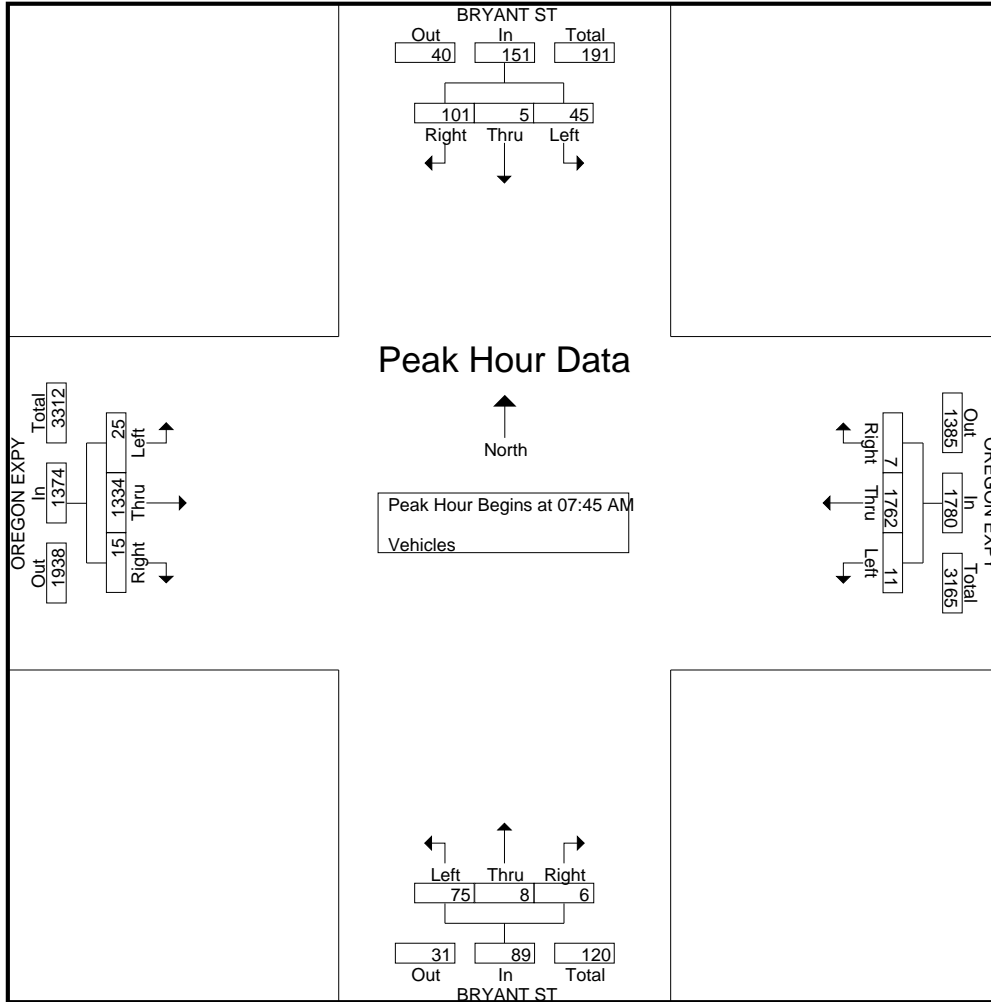 BRYANT ST
Out In Total
40 151 191
101 5 45
Right Thru Left
Peak Hour Data
North
Peak Hour Begins at 07:45 AM
Vehicles
OREGON EXPY
Total In Out
3312 1374 1938
25 1334 15
Left Thru Right
OREGON EXPY
Out In Total
1385 1780 3165
7 1762 11
Right Thru Left
Left Thru Right
75 8 6
31 89 120
Out In Total
BRYANT ST